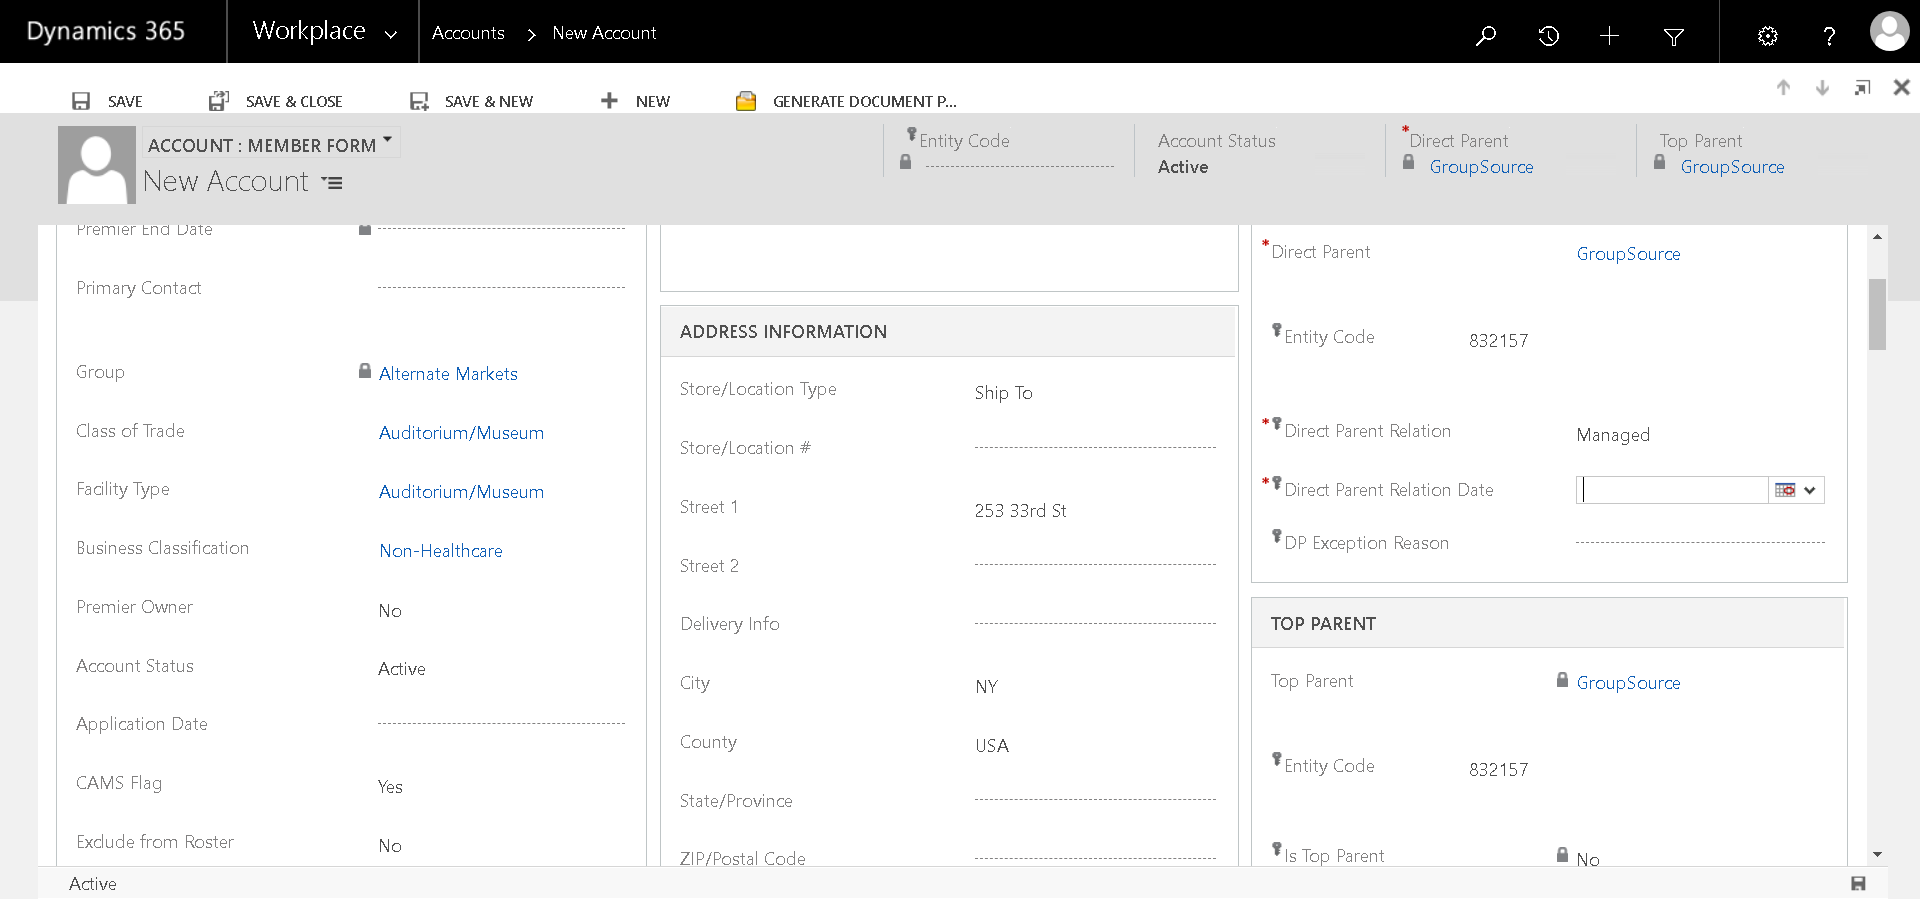 Dynamics 365
Workplace
Accounts > New Account
SAVE
SAVE & CLOSE
SAVE & NEW
NEW
GENERATE DOCUMENT P...
ACCOUNT : MEMBER FORM
New Account
Entity Code
Account Status
Active
*Direct Parent
GroupSource
Top Parent
GroupSource
Premier End Date
Primary Contact
Group
Alternate Markets
Class of Trade
Auditorium/Museum
Facility Type
Auditorium/Museum
Business Classification
Non-Healthcare
Premier Owner
No
Account Status
Active
Application Date
CAMS Flag
Yes
Exclude from Roster
No
ADDRESS INFORMATION
Store/Location Type
Ship To
Store/Location #
Street 1
253 33rd St
Street 2
Delivery Info
City
NY
County
USA
State/Province
ZIP/Postal Code
*Direct Parent
GroupSource
Entity Code
832157
*Direct Parent Relation
Managed
*Direct Parent Relation Date
DP Exception Reason
TOP PARENT
Top Parent
GroupSource
Entity Code
832157
Is Top Parent
No
Active